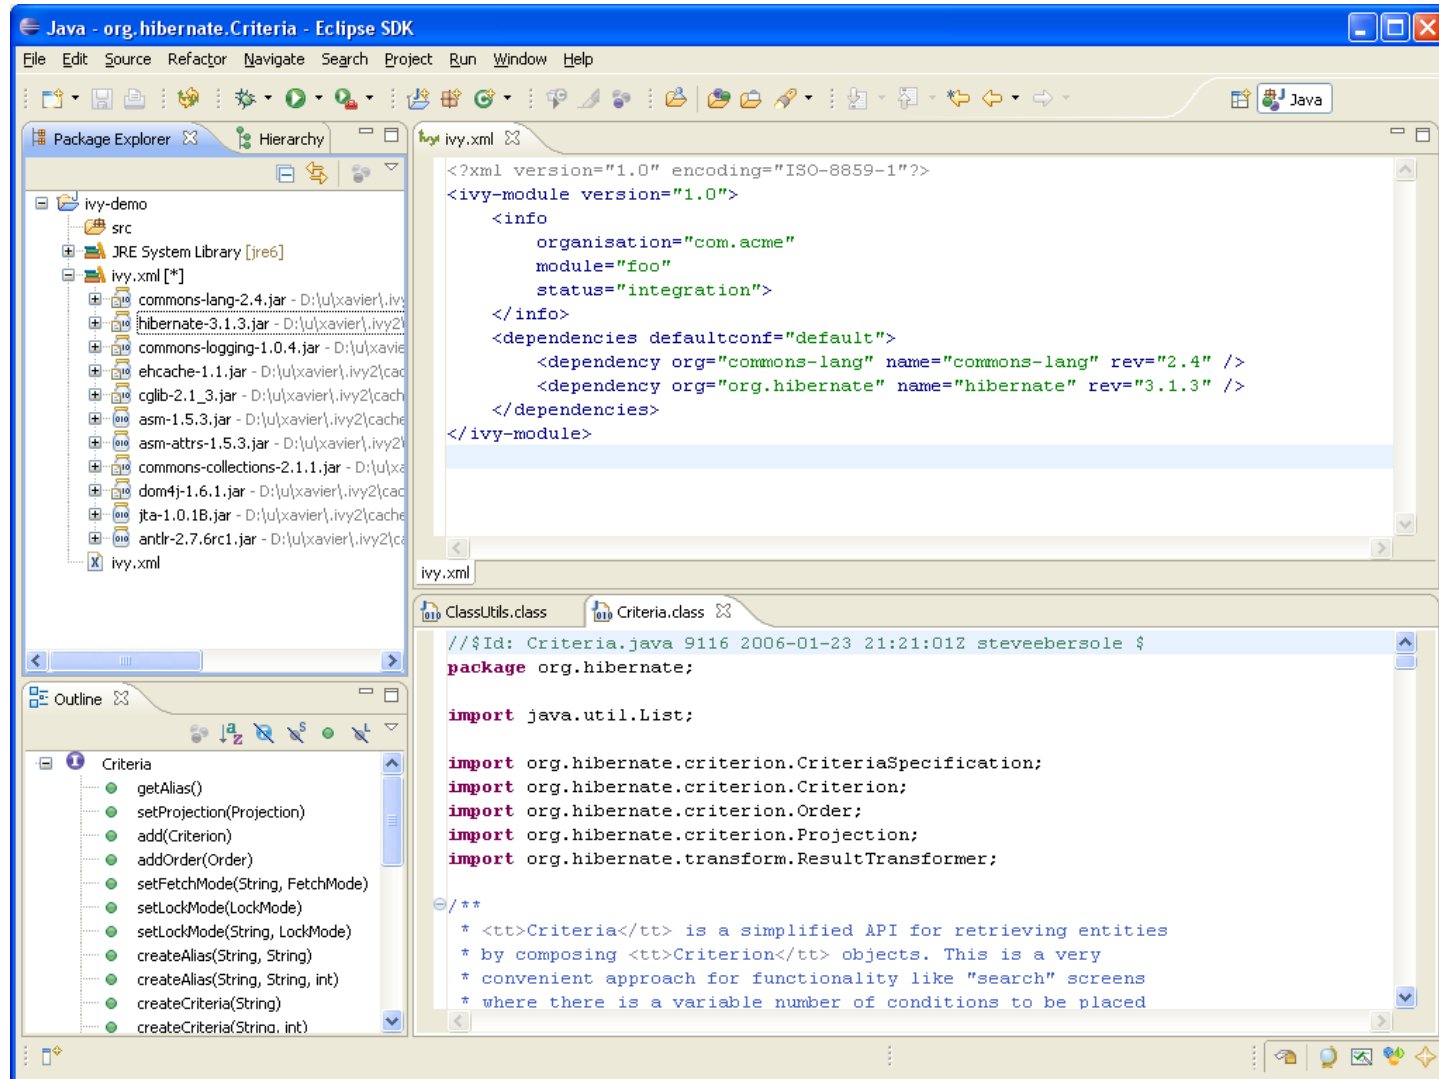 Java - org.hibernate.Criteria - Eclipse SDK
File Edit Source Refactor Navigate Search Project Run Window Help
Java
Package Explorer Hierarchy
ivy-demo
src
JRE System Library [jre6]
ivy.xml [*]
commons-lang-2.4.jar - D:\u\xavier\.ivy
hibernate-3.1.3.jar - D:\u\xavier\.ivy2\
commons-logging-1.0.4.jar - D:\u\xavie
ehcache-1.1.jar - D:\u\xavier\.ivy2\cac
cglib-2.1_3.jar - D:\u\xavier\.ivy2\cach
asm-1.5.3.jar - D:\u\xavier\.ivy2\cache
asm-attrs-1.5.3.jar - D:\u\xavier\.ivy2\
commons-collections-2.1.1.jar - D:\u\xa
dom4j-1.6.1.jar - D:\u\xavier\.ivy2\cac
jta-1.0.1B.jar - D:\u\xavier\.ivy2\cache
antlr-2.7.6rc1.jar - D:\u\xavier\.ivy2\ca
ivy.xml
Outline
Criteria
getAlias()
setProjection(Projection)
add(Criterion)
addOrder(Order)
setFetchMode(String, FetchMode)
setLockMode(LockMode)
setLockMode(String, LockMode)
createAlias(String, String)
createAlias(String, String, int)
createCriteria(String)
createCriteria(String, int)
ivy.xml
<?xml version="1.0" encoding="ISO-8859-1"?>
<ivy-module version="1.0">
<info
organisation="com.acme"
module="foo"
status="integration">
</info>
<dependencies defaultconf="default">
<dependency org="commons-lang" name="commons-lang" rev="2.4" />
<dependency org="org.hibernate" name="hibernate" rev="3.1.3" />
</dependencies>
</ivy-module>
ivy.xml
ClassUtils.class Criteria.class
//$Id: Criteria.java 9116 2006-01-23 21:21:01Z steveebersole $
package org.hibernate;
import java.util.List;
import org.hibernate.criterion.CriteriaSpecification;
import org.hibernate.criterion.Criterion;
import org.hibernate.criterion.Order;
import org.hibernate.criterion.Projection;
import org.hibernate.transform.ResultTransformer;
/**
* <tt>Criteria</tt> is a simplified API for retrieving entities
* by composing <tt>Criterion</tt> objects. This is a very
* convenient approach for functionality like "search" screens
* where there is a variable number of conditions to be placed